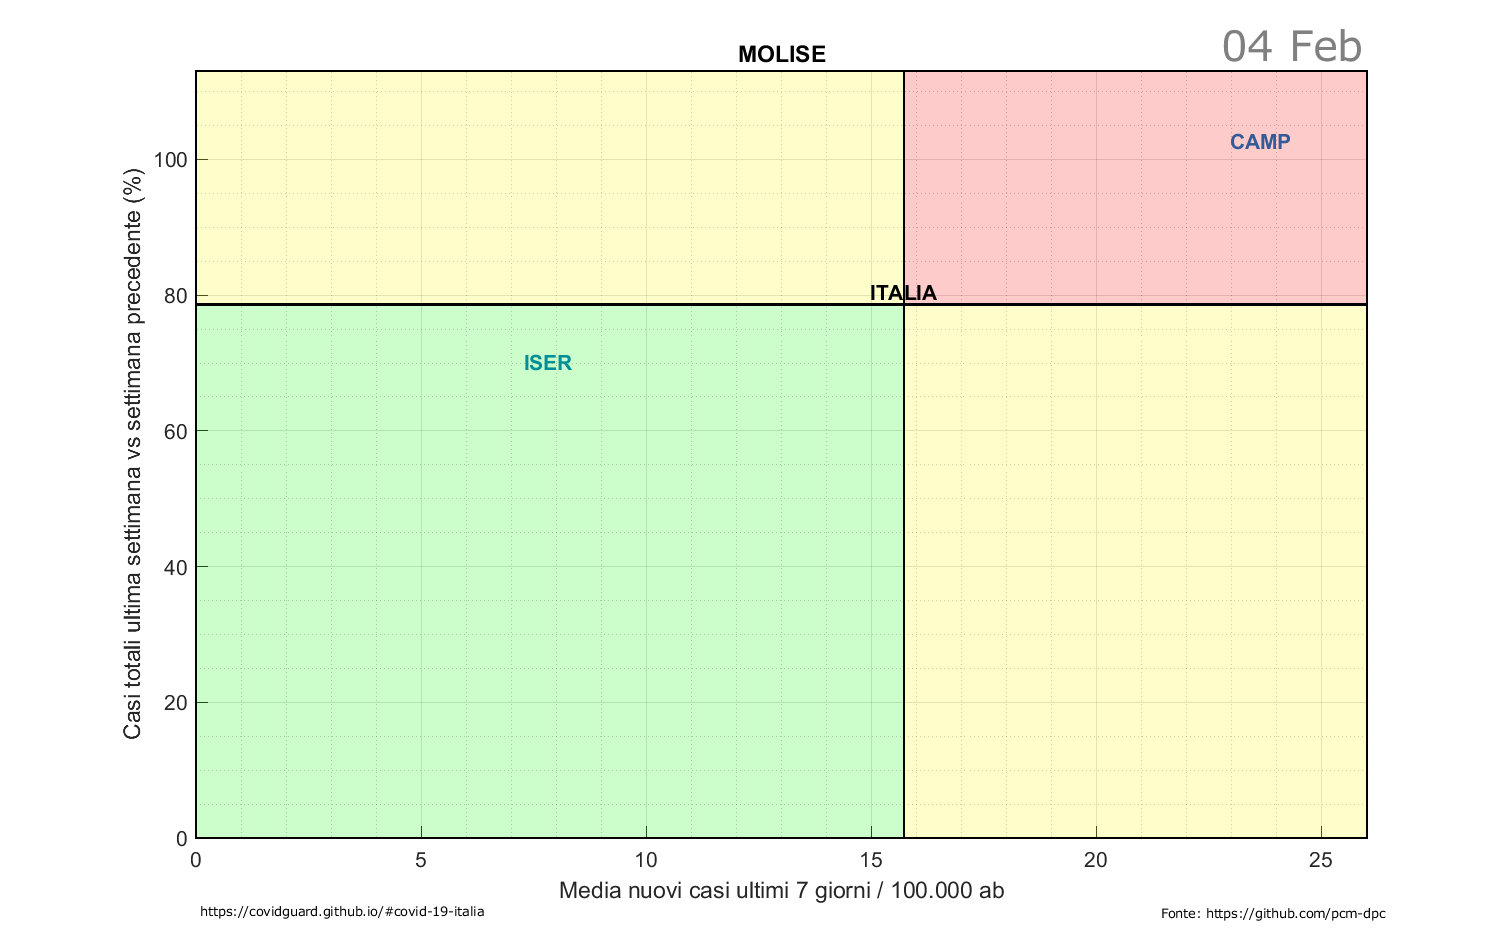 04 Feb
MOLISE
CAMP
100
ITALIA
80
ISER
60
40
20
0
Casi totali ultima settimana vs settimana precedente (%)
0 5 10 15 20 25
Media nuovi casi ultimi 7 giorni / 100.000 ab
https://covidguard.github.io/#covid-19-italia
Fonte: https://github.com/pcm-dpc